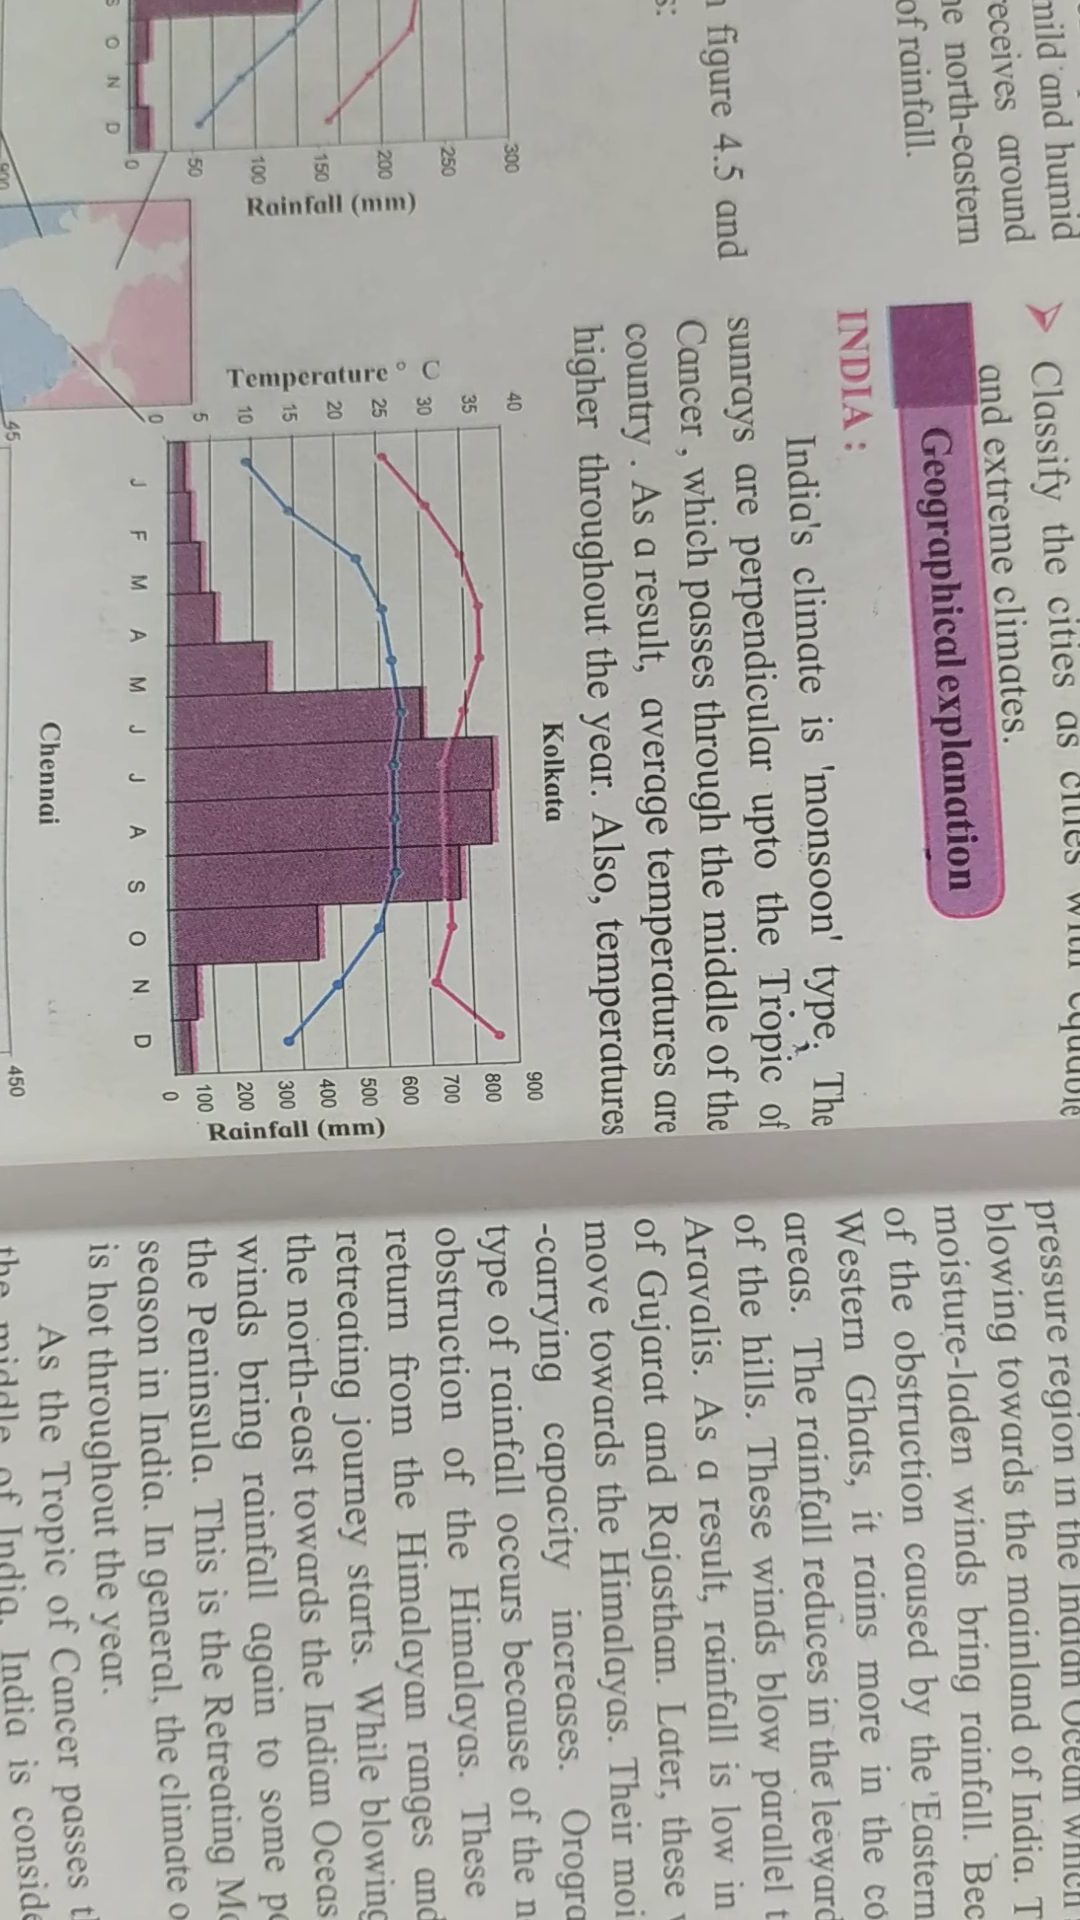 mild and humid
receives around
north-eastern
of rainfall.
figure 4.5 and
s:
S O N D
0 50 100 150 200 250 300
Rainfall (mm)
➤ Classify the cities as cities with equable
and extreme climates.
Geographical explanation
INDIA :
India's climate is 'monsoon' type. The
sunrays are perpendicular upto the Tropic of
Cancer , which passes through the middle of the
country . As a result, average temperatures are
higher throughout the year. Also, temperatures
Kolkata
Temperature ° C
0 5 10 15 20 25 30 35 40
J F M A M J J A S O N D
0 100 200 300 400 500 600 700 800 900
Rainfall (mm)
Chennai
45
450
pressure region in the Indian Ocean which
blowing towards the mainland of India. T
moisture-laden winds bring rainfall. Bec
of the obstruction caused by the 'Eastern
Western Ghats, it rains more in the co
areas. The rainfall reduces in the leeward
of the hills. These winds blow parallel t
Aravalis. As a result, rainfall is low in
of Gujarat and Rajasthan. Later, these
move towards the Himalayas. Their moi
-carrying capacity increases. Orogra
type of rainfall occurs because of the n
obstruction of the Himalayas. These
return from the Himalayan ranges and
retreating journey starts. While blowing
the north-east towards the Indian Ocean
winds bring rainfall again to some
the Peninsula. This is the Retreating Mo
season in India. In general, the climate o
is hot throughout the year.
As the Tropic of Cancer passes t
the middle of India, India is conside